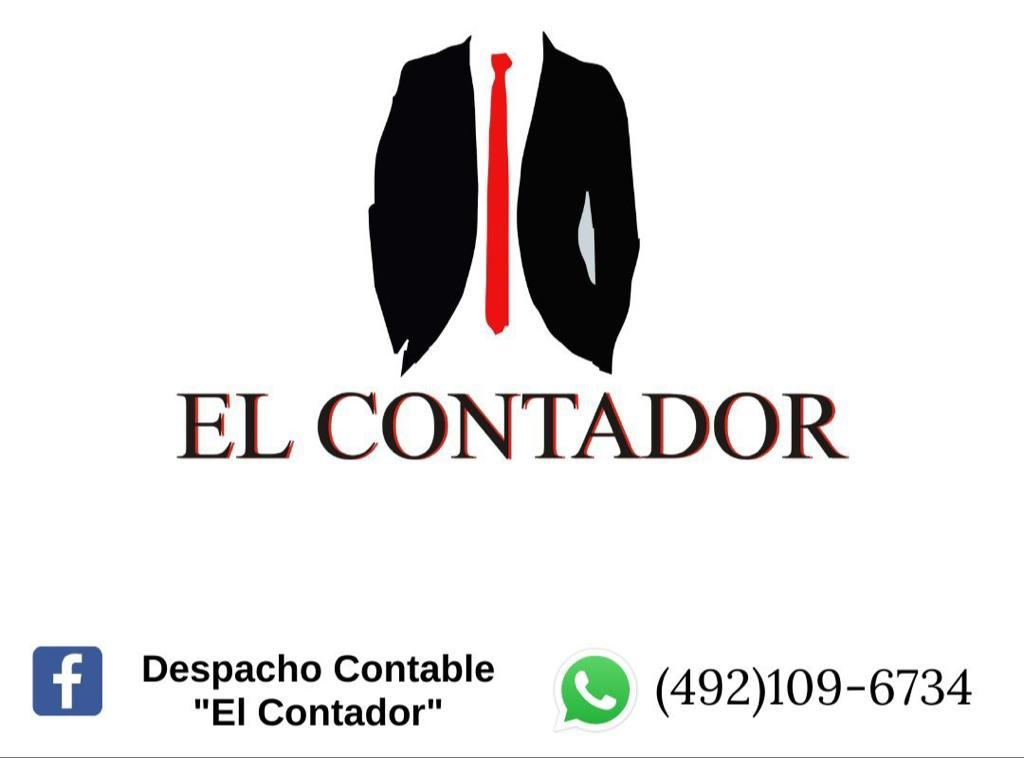 EL CONTADOR
Despacho Contable
"El Contador"
(492)109-6734